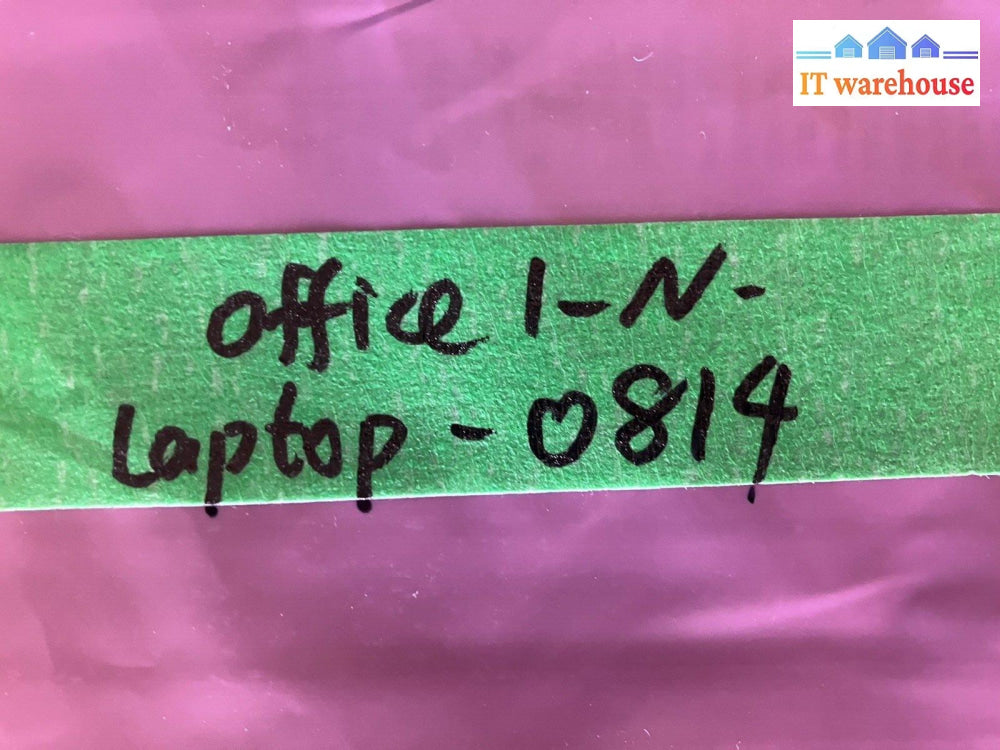 IT warehouse
office 1-N-
Laptop - 0814